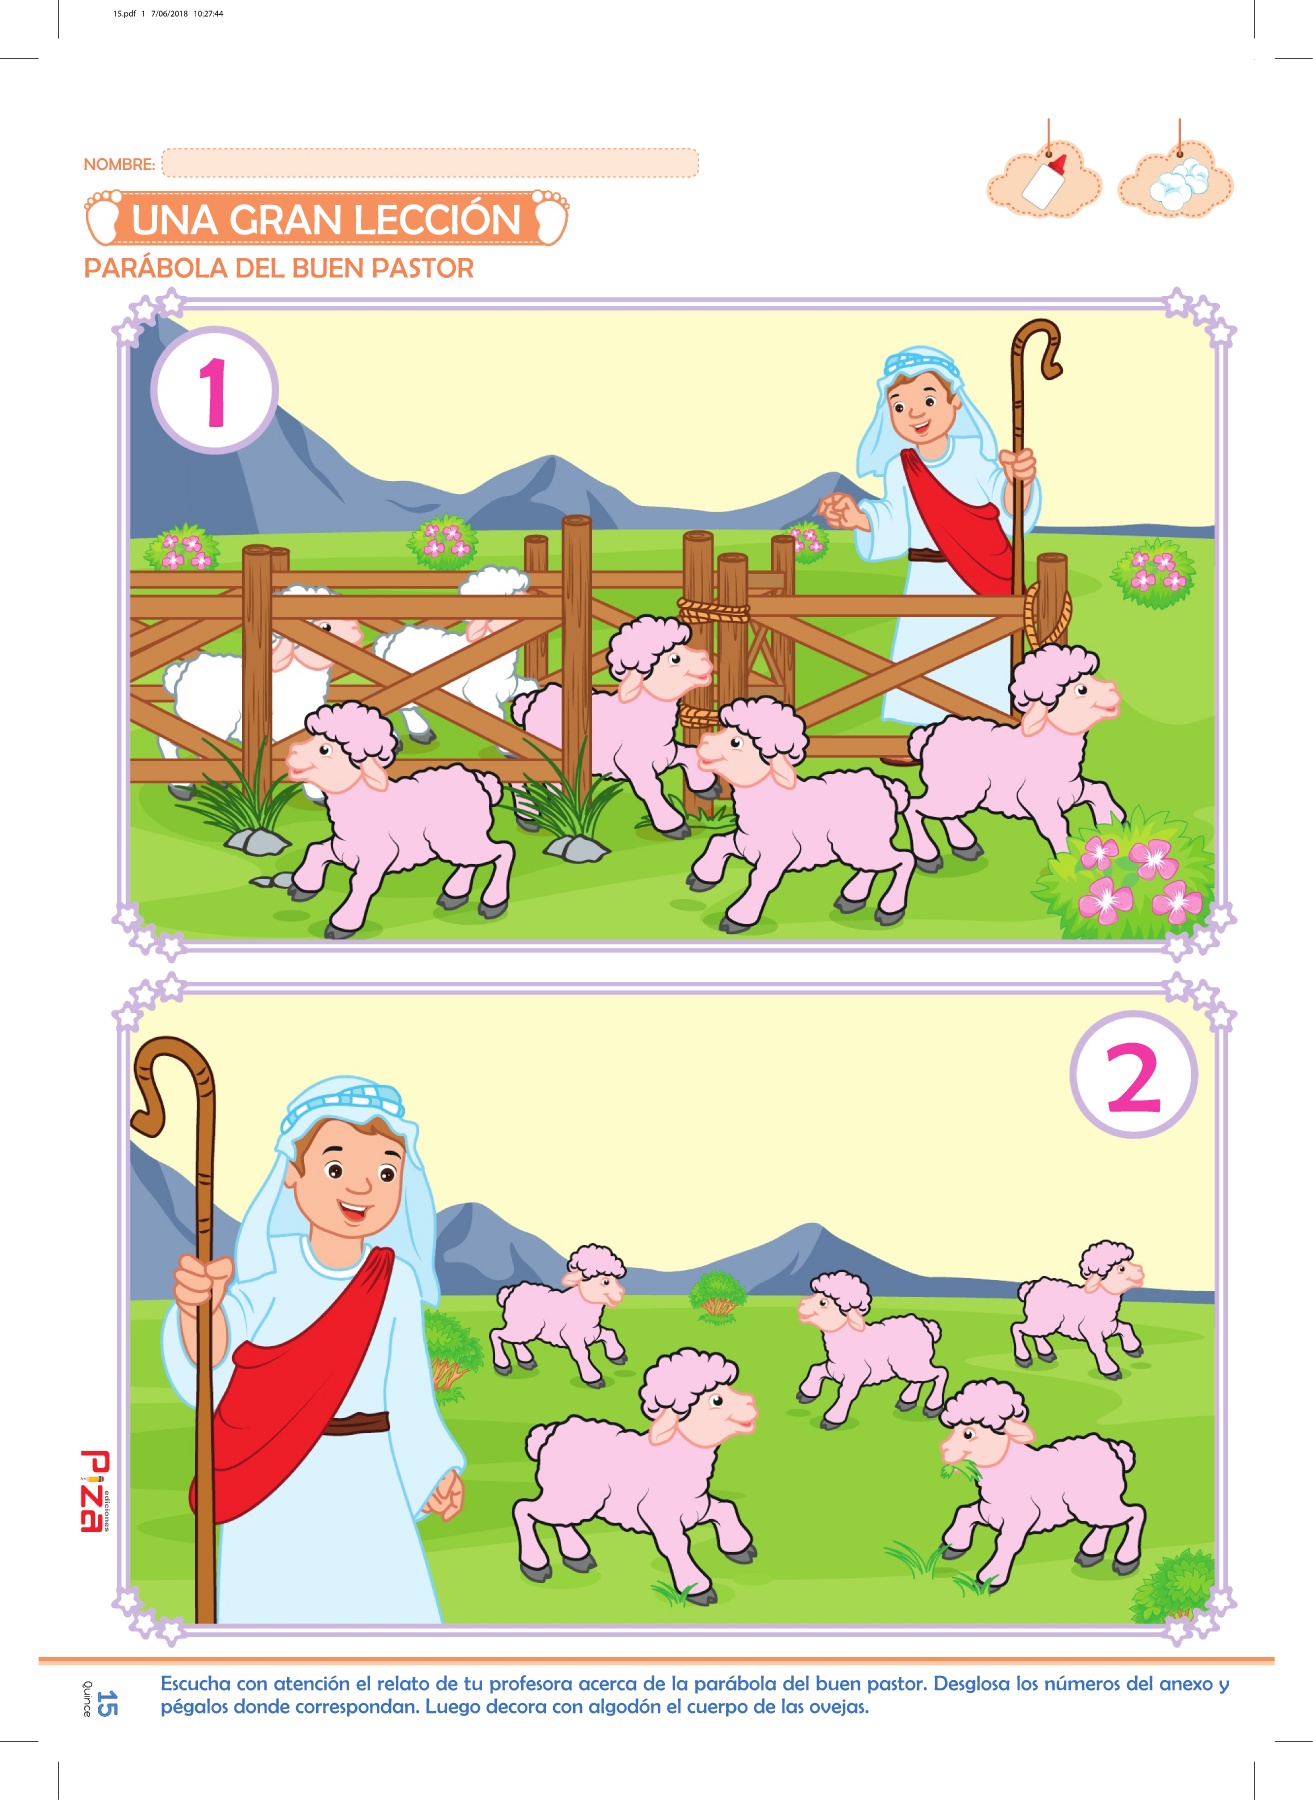 15.pdf 1 7/06/2018 10:27:44
NOMBRE:
UNA GRAN LECCIÓN
PARÁBOLA DEL BUEN PASTOR
1
2
Piza
ediciones
15
Quince
Escucha con atención el relato de tu profesora acerca de la parábola del buen pastor. Desglosa los números del anexo y
pégalos donde correspondan. Luego decora con algodón el cuerpo de las ovejas.